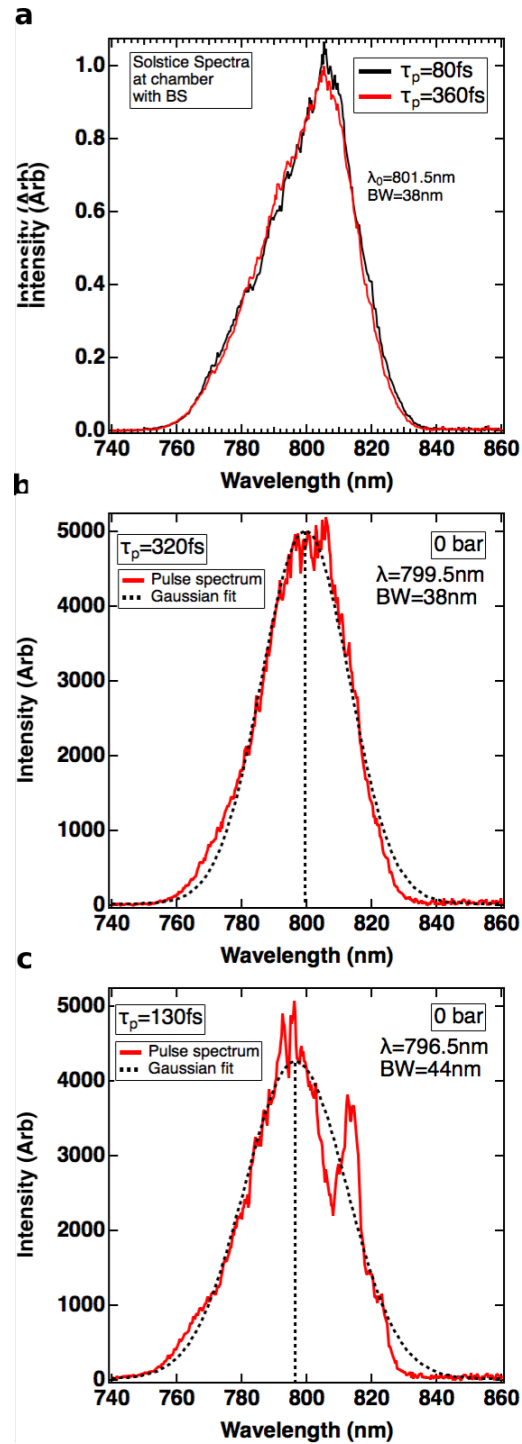 a
Solstice Spectra
at chamber
with BS
τp=80fs
τp=360fs
λ0=801.5nm
BW=38nm
Intensity (Arb)
Intensity (Arb)
1.0
0.8
0.6
0.4
0.2
0.0
740 760 780 800 820 840 860
Wavelength (nm)
b
τp=320fs
Pulse spectrum
Gaussian fit
0 bar
λ=799.5nm
BW=38nm
Intensity (Arb)
5000
4000
3000
2000
1000
0
740 760 780 800 820 840 860
Wavelength (nm)
c
τp=130fs
Pulse spectrum
Gaussian fit
0 bar
λ=796.5nm
BW=44nm
Intensity (Arb)
5000
4000
3000
2000
1000
0
740 760 780 800 820 840 860
Wavelength (nm)